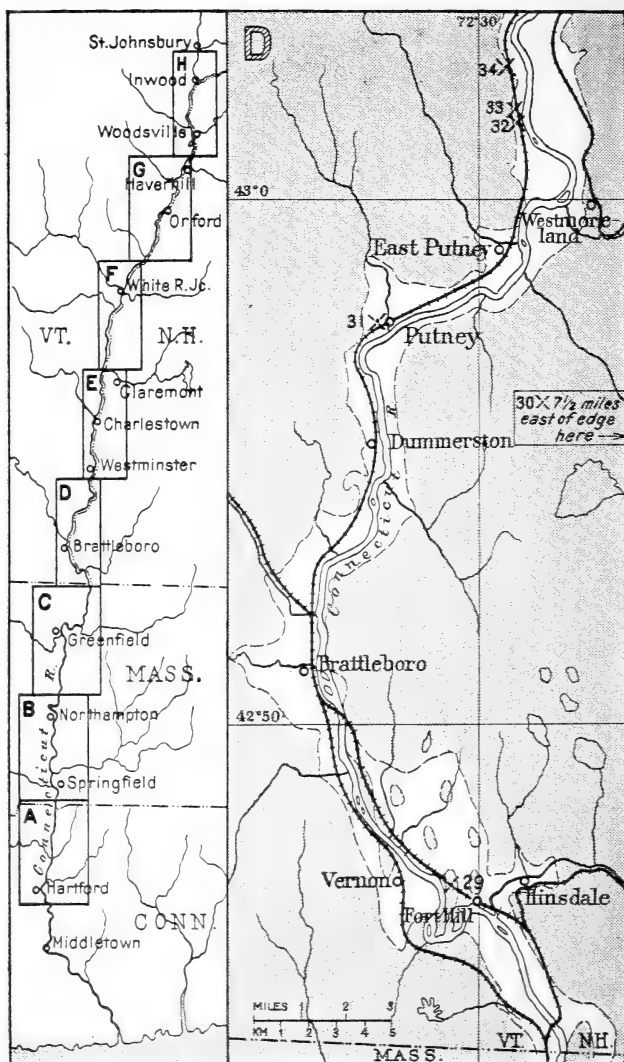 St. Johnsbury
H
Inwood
Woodsville
G
Haverhill
Orford
F
White R. Jc.
VT.
N.H.
E
Claremont
Charlestown
Westminster
D
Brattleboro
C
Greenfield
MASS.
R.
B
Northampton
Connecticut
Springfield
A
Hartford
CONN.
Middletown
D
72°30'
34
33
32
43°0'
Westmore-
land
East Putney
31
Putney
30 X 7½ miles
east of edge
here →
R.
Dummerston
Connecticut
Brattleboro
42°50'
Vernon
29
Hinsdale
Fort Hill
MILES 1 2 3
KM 1 2 3 4 5
VT.
N.H.
MASS.